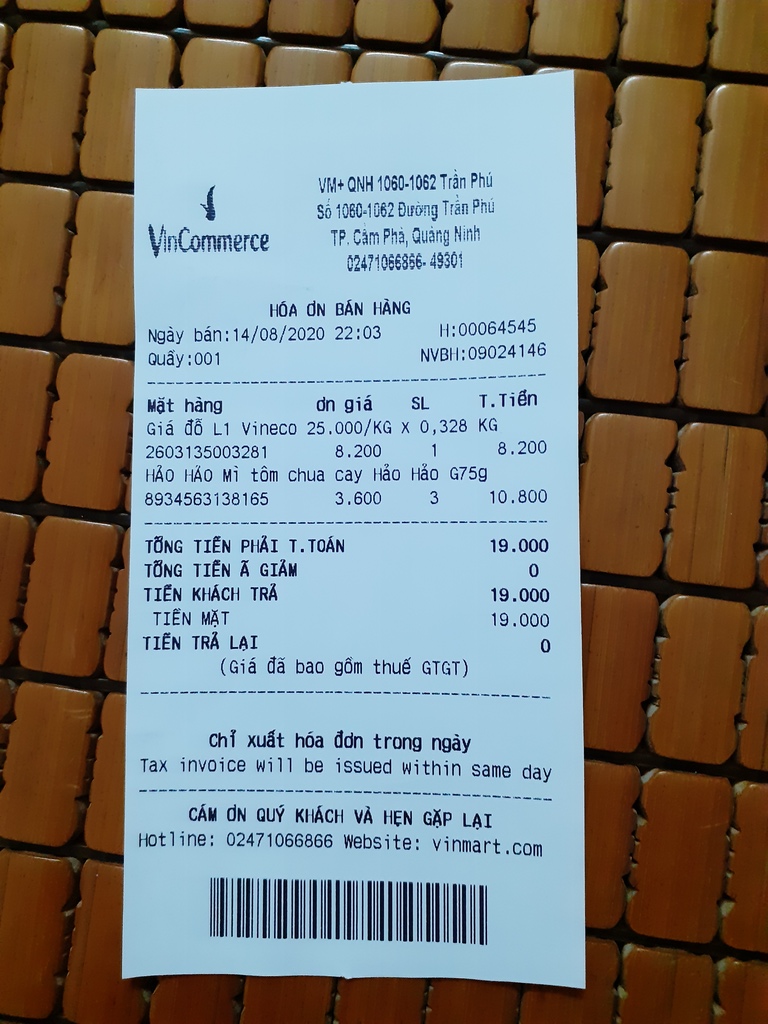 VinCommerce
VM+ QNH 1060-1062 Trần Phú
Số 1060-1062 Đường Trần Phú
TP. Cẩm Phả, Quảng Ninh
02471066866- 49301
HÓA ƠN BÁN HÀNG
Ngày bán:14/08/2020 22:03 H:00064545
Quầy:001 NVBH:09024146
Mặt hàng ơn giá SL T.Tiền
Giá đỗ L1 Vineco 25.000/KG X 0,328 KG
2603135003281 8.200 1 8.200
HẢO HẢO Mì tôm chua cay Hảo Hảo G75g
8934563138165 3.600 3 10.800
TỔNG TIỀN PHẢI T.TOÁN 19.000
TỔNG TIỀN Ã GIẢM 0
TIỀN KHÁCH TRẢ 19.000
TIỀN MẶT 19.000
TIỀN TRẢ LẠI 0
(Giá đã bao gồm thuế GTGT)
Chỉ xuất hóa đơn trong ngày
Tax invoice will be issued within same day
CÁM ƠN QUÝ KHÁCH VÀ HẸN GẶP LẠI
Hotline: 02471066866 Website: vinmart.com